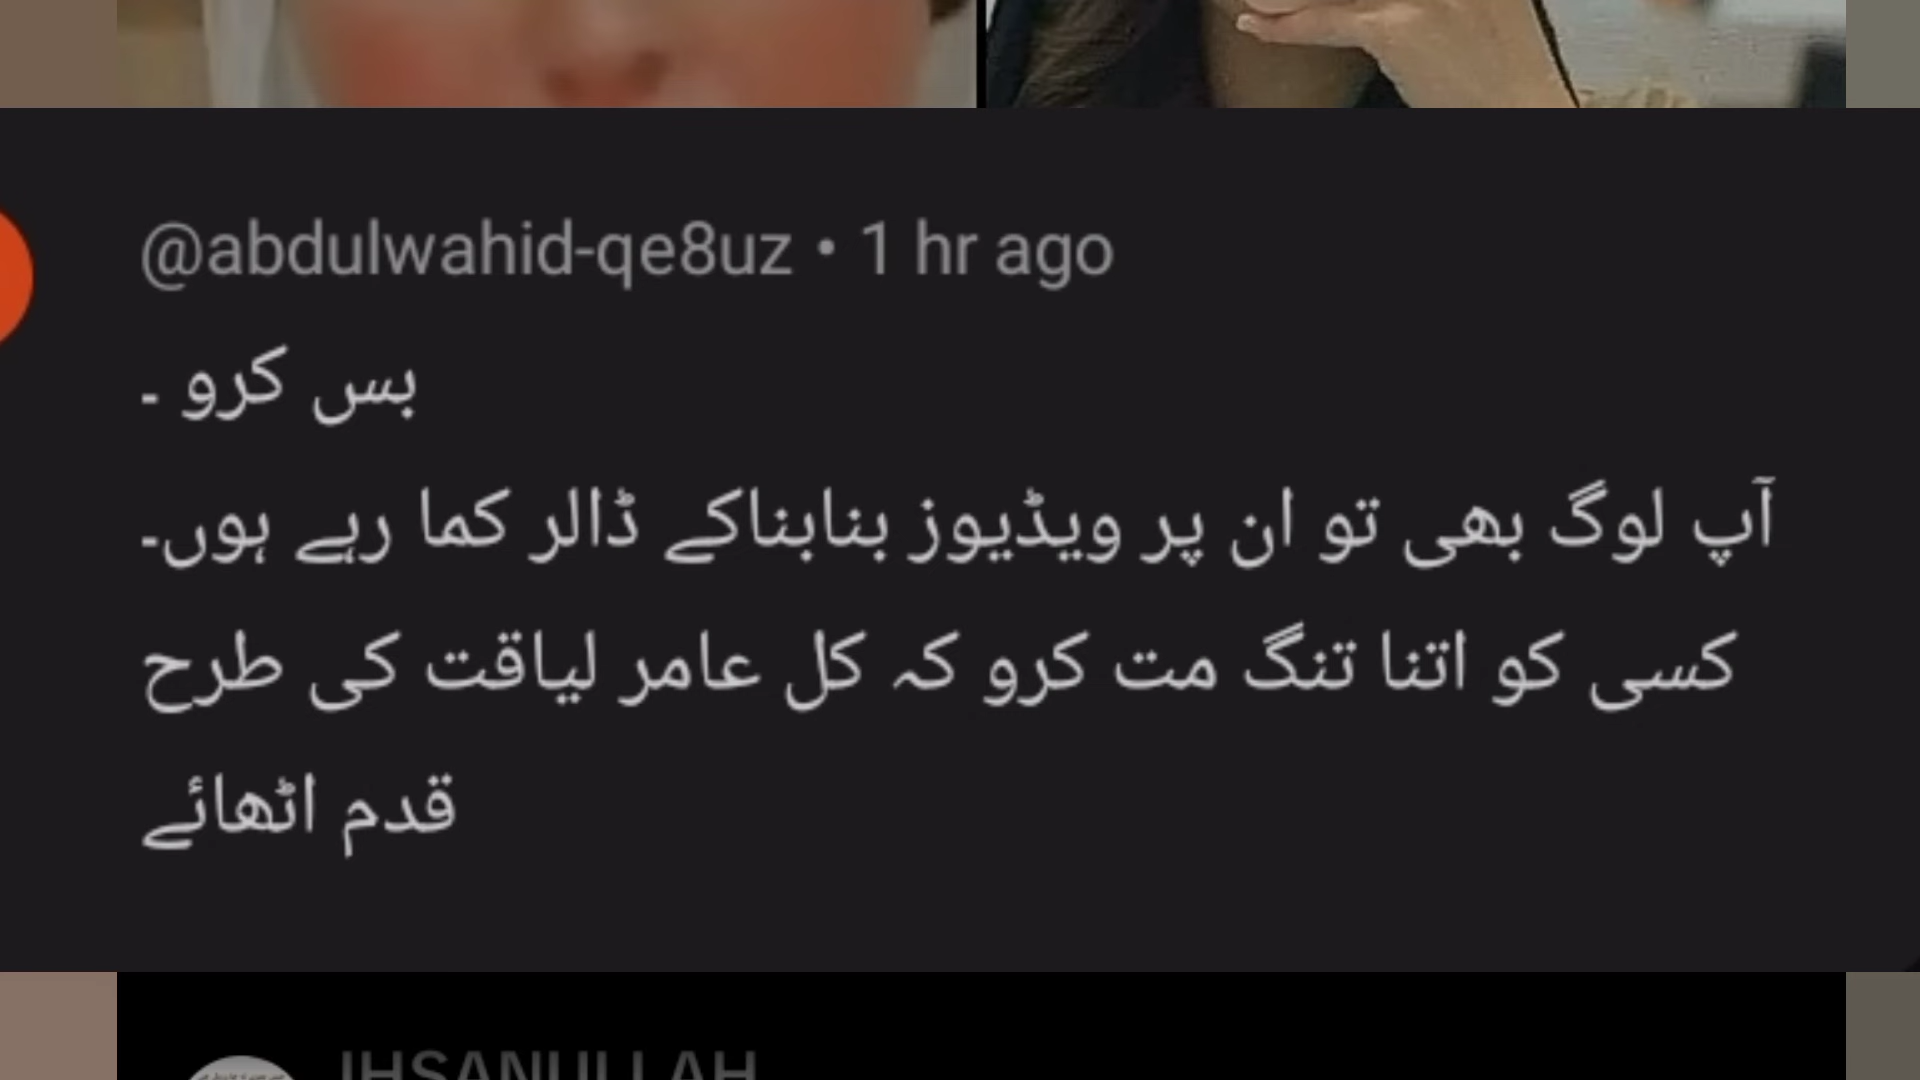 @abdulwahid-qe8uz • 1 hr ago
بس کرو ۔
آپ لوگ بھی تو ان پر ویڈیوز بنابناکے ڈالر کما رہے ہوں۔
کسی کو اتنا تنگ مت کرو کہ کل عامر لیاقت کی طرح
قدم اٹھائے
IHSANULLAH